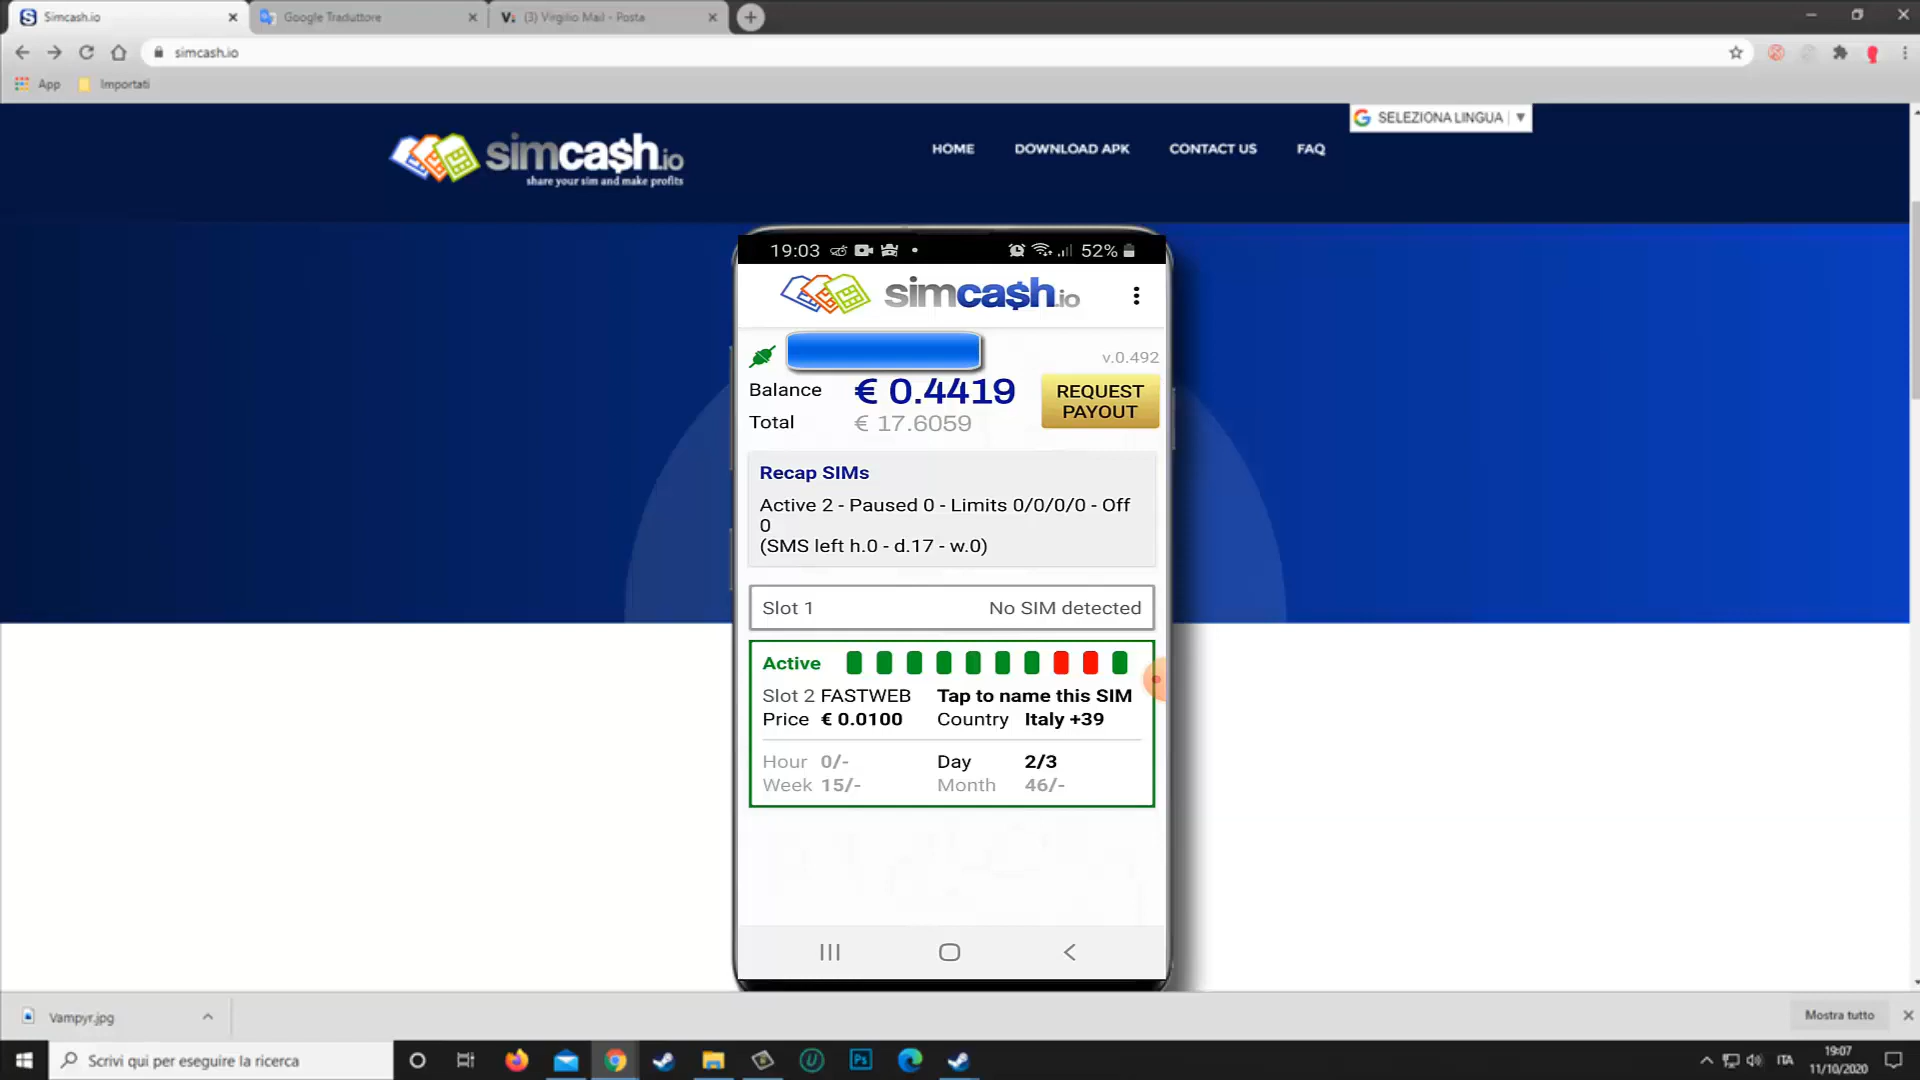 Simcash.io
Google Traduttore
(3) Virgilio Mail - Posta
simcash.io
App
Importati
SELEZIONA LINGUA
simca$h.io
share your sim and make profits
HOME
DOWNLOAD APK
CONTACT US
FAQ
19:03
52%
simca$h.io
v.0.492
Balance € 0.4419
REQUEST PAYOUT
Total € 17.6059
Recap SIMs
Active 2 - Paused 0 - Limits 0/0/0/0 - Off
0
(SMS left h.0 - d.17 - w.0)
Slot 1 No SIM detected
Active
Slot 2 FASTWEB Tap to name this SIM
Price € 0.0100 Country Italy +39
Hour 0/- Day 2/3
Week 15/- Month 46/-
Vampyr.jpg
Mostra tutto
Scrivi qui per eseguire la ricerca
Ps
ITA
19:07
11/10/2020